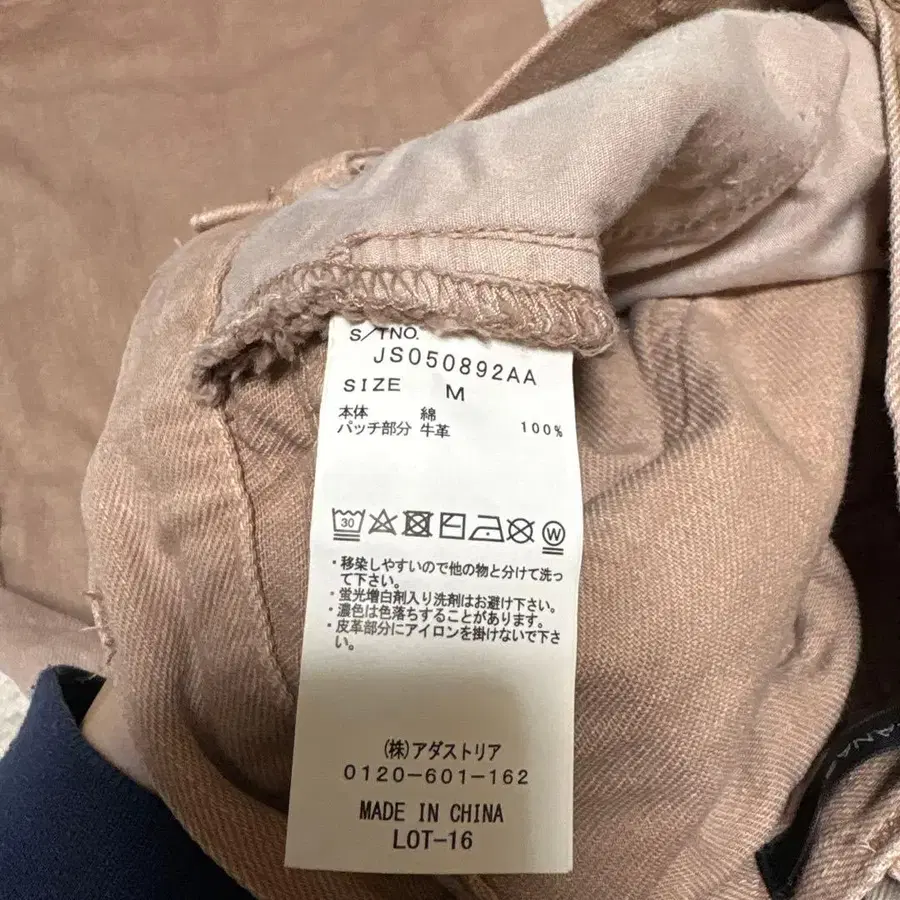 S/TNO.
JS050892AA
SIZE M
本体 綿
パッチ部分 牛革 100%
30
W
・移染しやすいので他の物と分けて洗っ
て下さい。
・蛍光増白剤入り洗剤はお避け下さい。
・濃色は色落ちすることがあります。
・皮革部分にアイロンを掛けないで下さ
い。
(株)アダストリア
0120-601-162
MADE IN CHINA
LOT-16